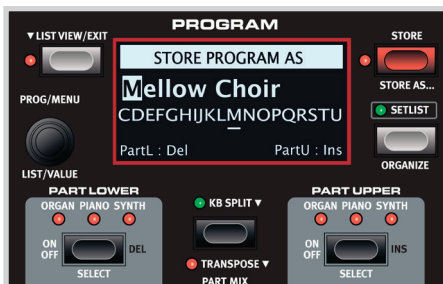 PROGRAM
▼LIST VIEW/EXIT
STORE
STORE PROGRAM AS
Mellow Choir
CDEFGHIJKLMNOPQRSTU
PartL : Del PartU : Ins
STORE AS...
PROG/MENU
SETLIST
LIST/VALUE
ORGANIZE
PART LOWER
PART UPPER
ORGAN PIANO SYNTH
KB SPLIT ▼
ORGAN PIANO SYNTH
ON
OFF
DEL
ON
OFF
INS
SELECT
TRANSPOSE ▼
SELECT
PART MIX